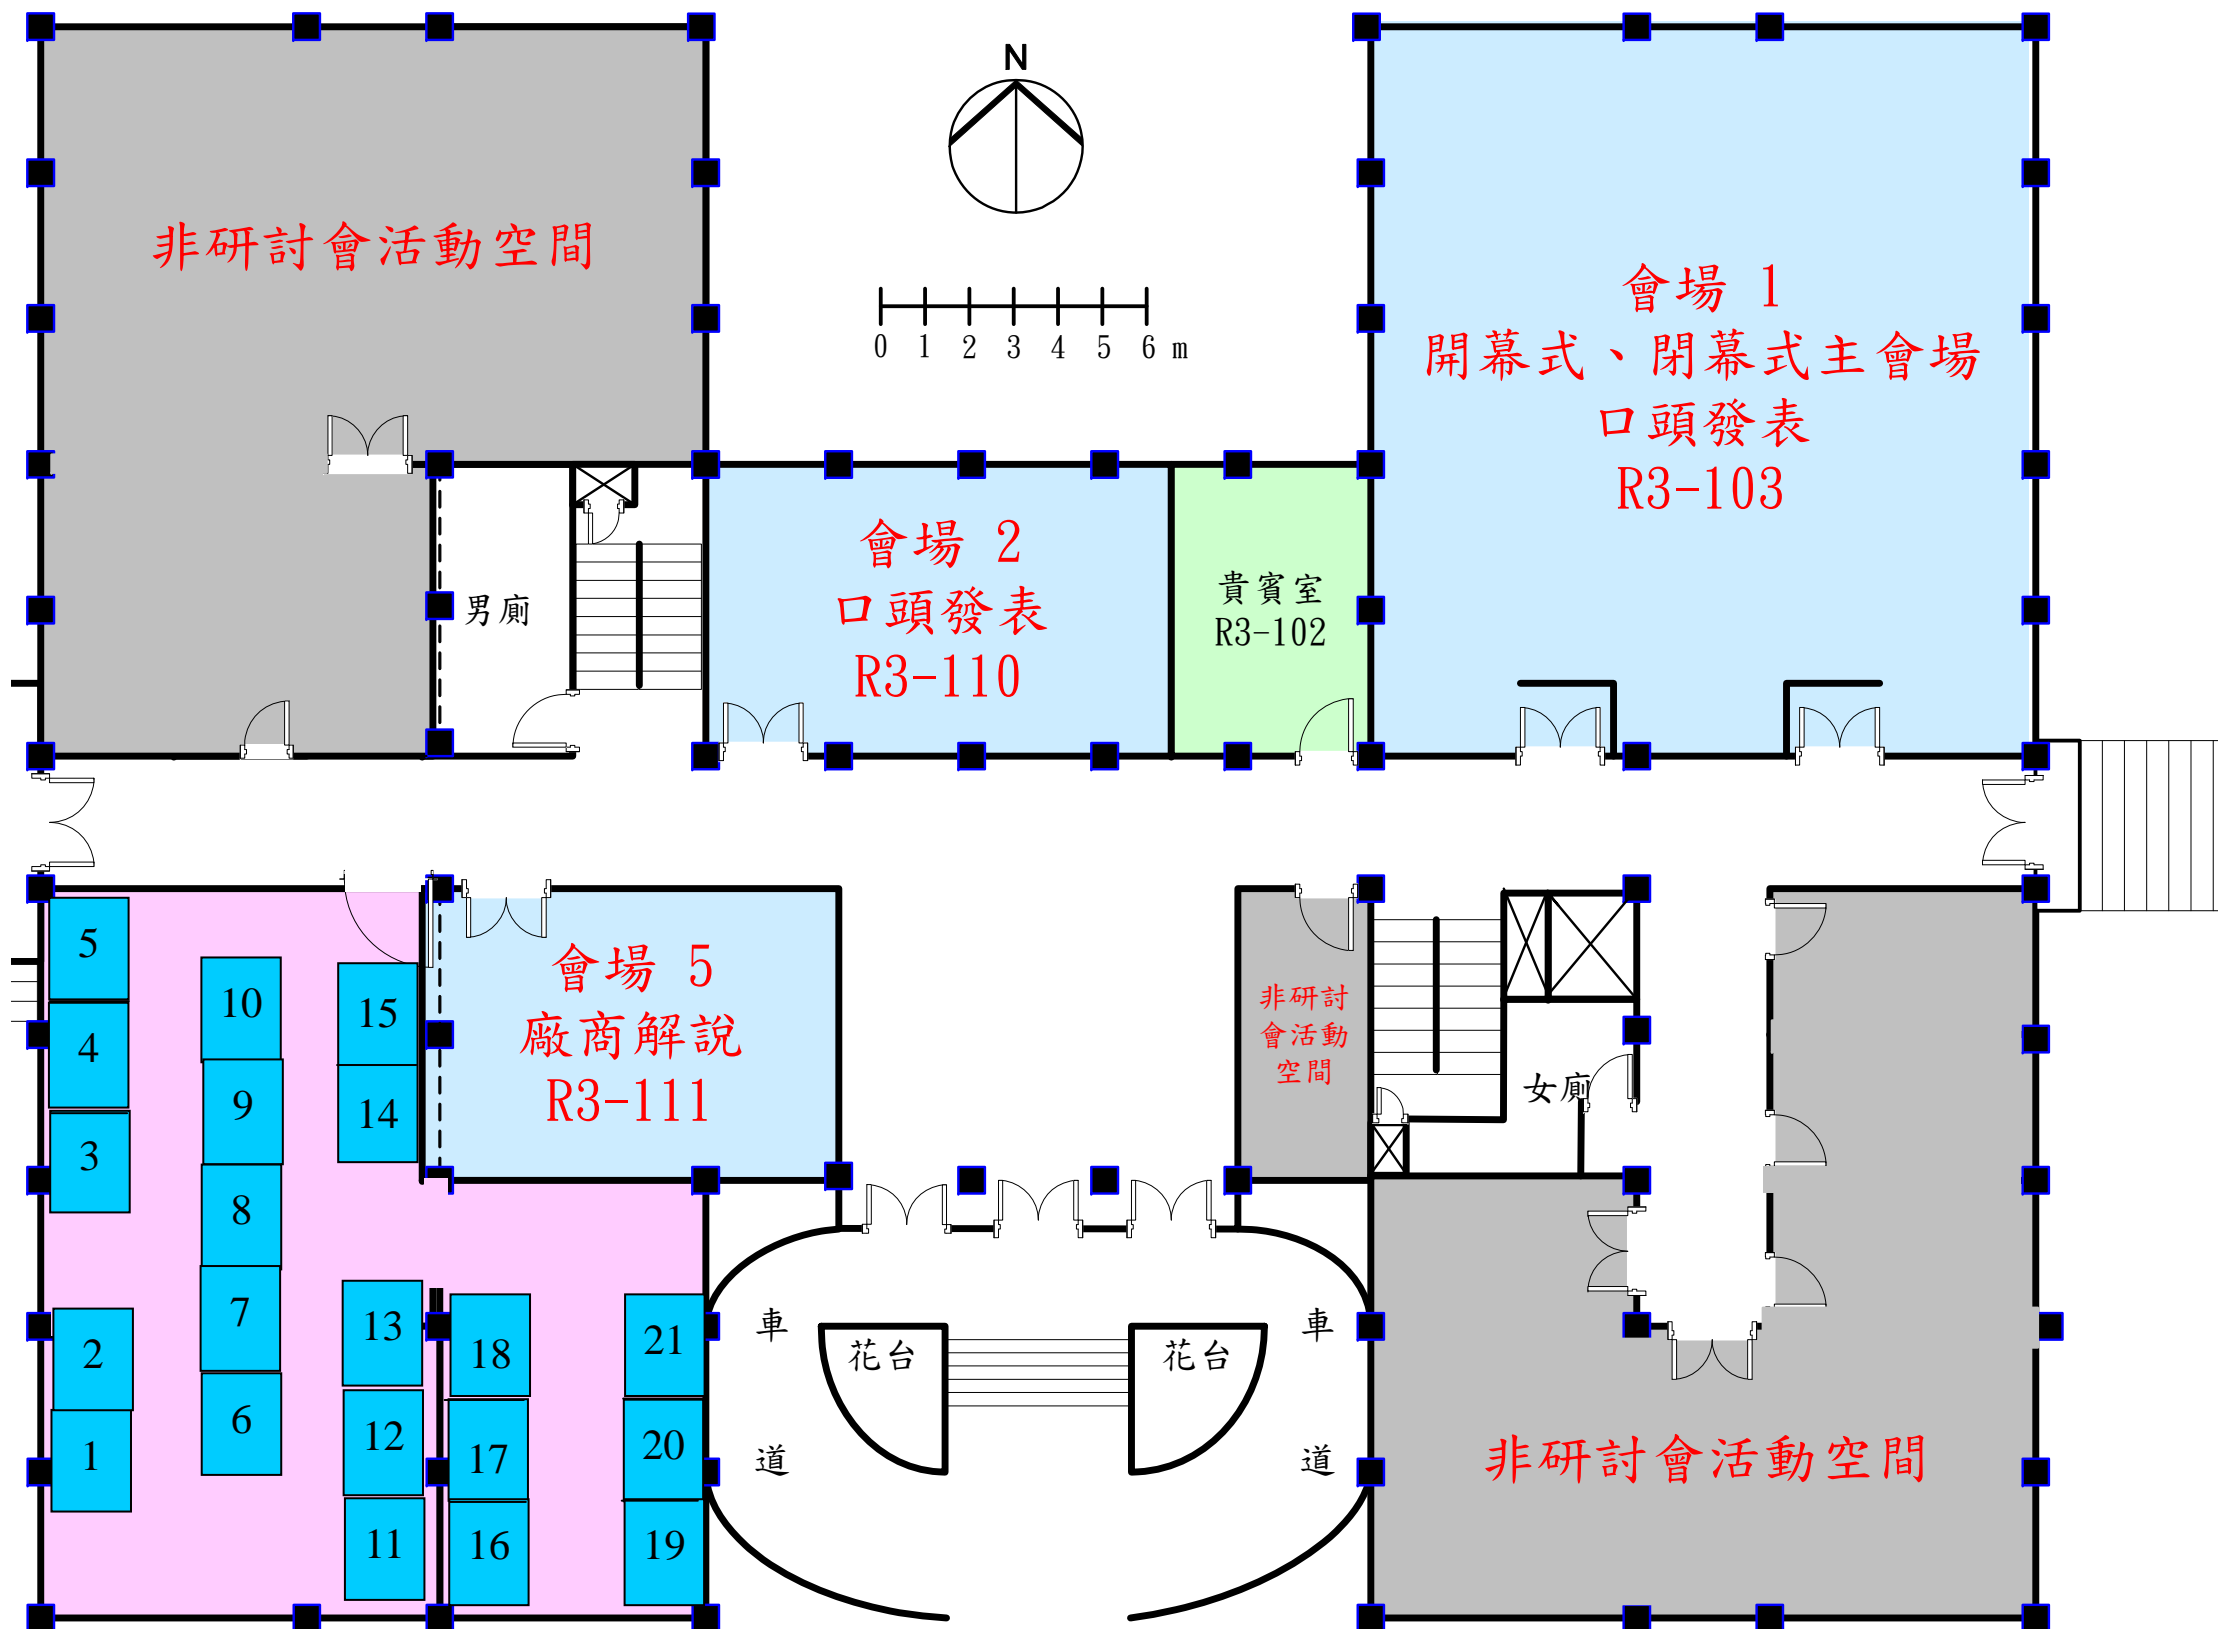 N
非研討會活動空間
0 1 2 3 4 5 6 m
會場 1
開幕式、閉幕式主會場
口頭發表
R3-103
男廁
會場 2
口頭發表
R3-110
貴賓室
R3-102
5
4
3
2
1
10
9
8
7
6
15
14
13
12
11
18
17
16
21
20
19
會場 5
廠商解說
R3-111
非研討
會活動
空間
女廁
車
道
花台
花台
車
道
非研討會活動空間